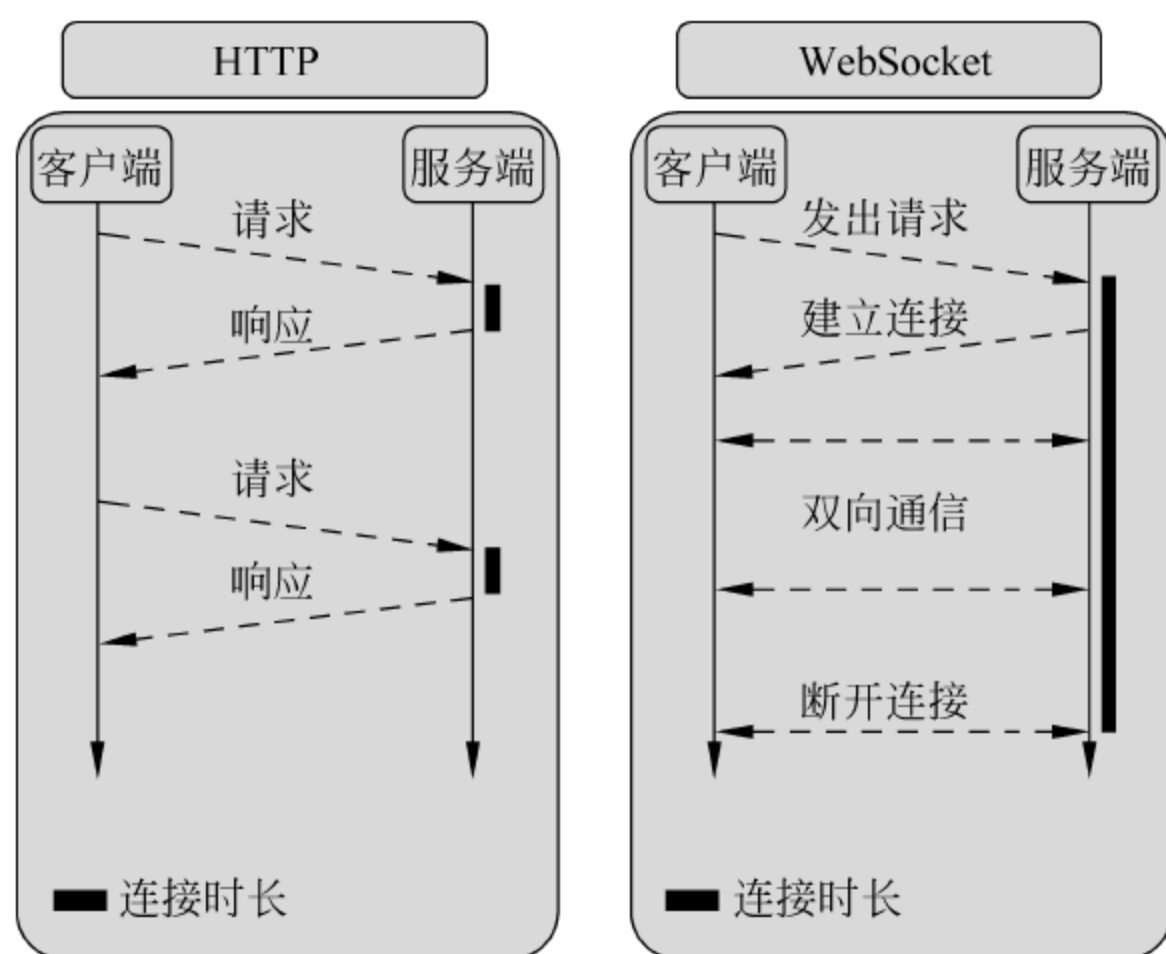 HTTP
客户端
服务端
请求
响应
请求
响应
连接时长
WebSocket
客户端
服务端
发出请求
建立连接
双向通信
断开连接
连接时长